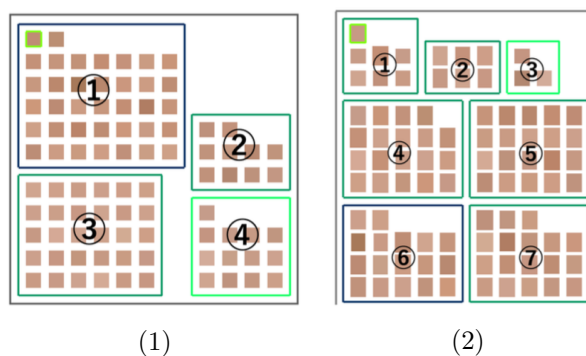 ① ② ③ ④
① ② ③ ④ ⑤ ⑥ ⑦
(1) (2)